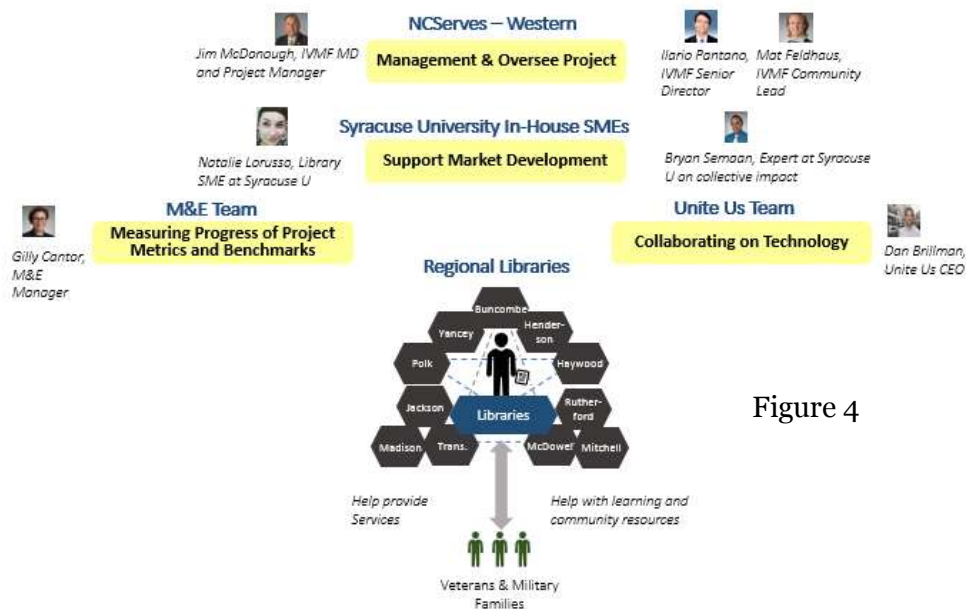 NCServes – Western
Jim McDonough, IVMF MD
and Project Manager
Management & Oversee Project
Ilario Pantano,
IVMF Senior
Director
Mat Feldhaus,
IVMF Community
Lead
Syracuse University In-House SMEs
Natalie Lorusso, Library
SME at Syracuse U
Support Market Development
Bryan Semaan, Expert at Syracuse
U on collective impact
M&E Team
Measuring Progress of Project
Metrics and Benchmarks
Gilly Cantor,
M&E
Manager
Unite Us Team
Collaborating on Technology
Dan Brillman,
Unite Us CEO
Regional Libraries
Buncombe
Yancey
Hender-
son
Polk
Haywood
Jackson
Libraries
Ruther-
ford
Madison
Trans.
McDowel
Mitchell
Figure 4
Help provide
Services
Help with learning and
community resources
Veterans & Military
Families